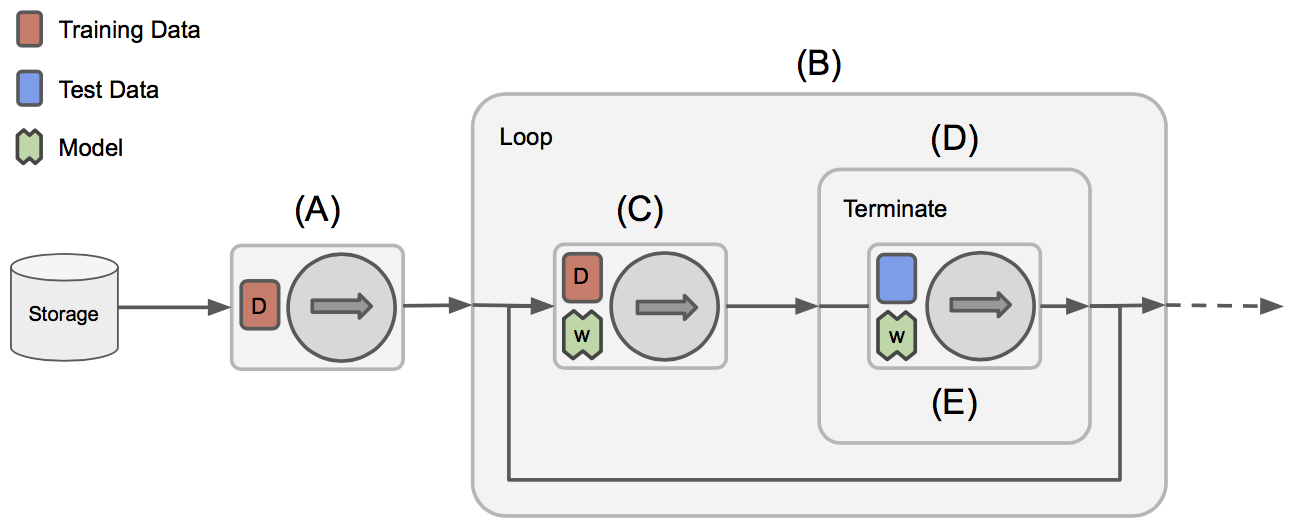 Training Data
Test Data
Model
(A)
(B)
Loop
(C)
(D)
Terminate
Storage
D
D
w
w
(E)